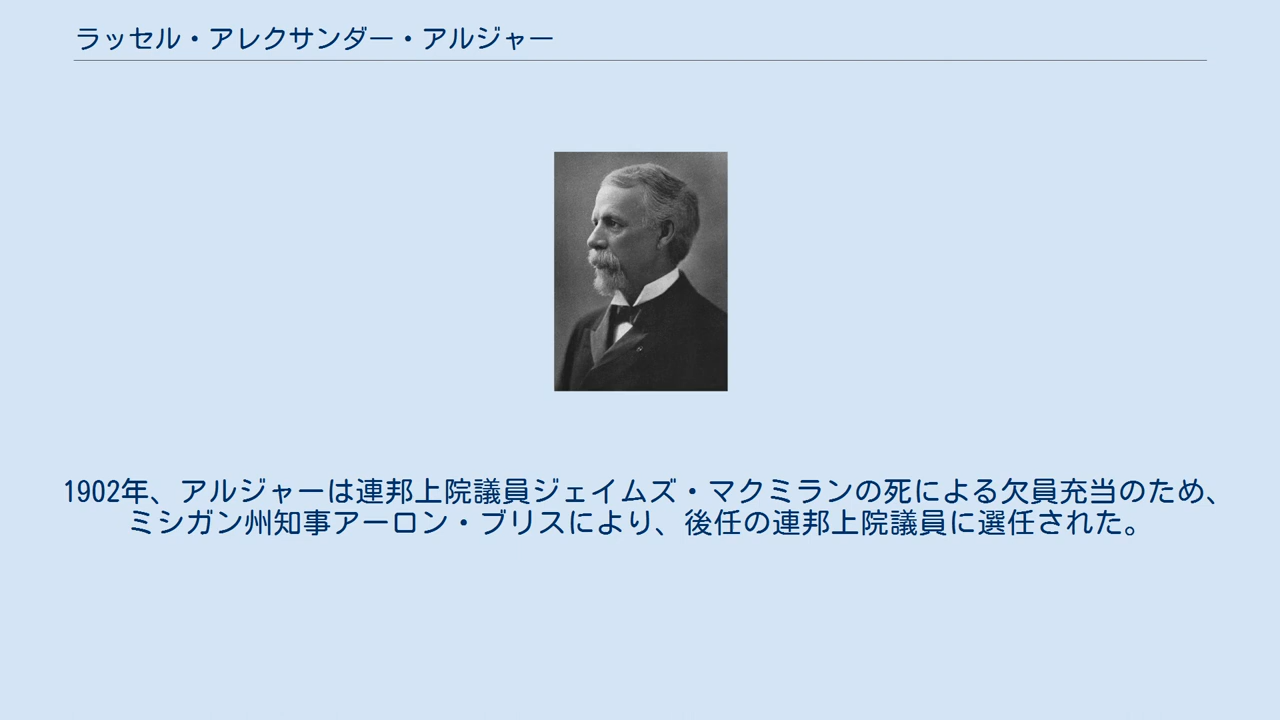 ラッセル・アレクサンダー・アルジャー
1902年、アルジャーは連邦上院議員ジェイムズ・マクミランの死による欠員充当のため、
ミシガン州知事アーロン・ブリスにより、後任の連邦上院議員に選任された。